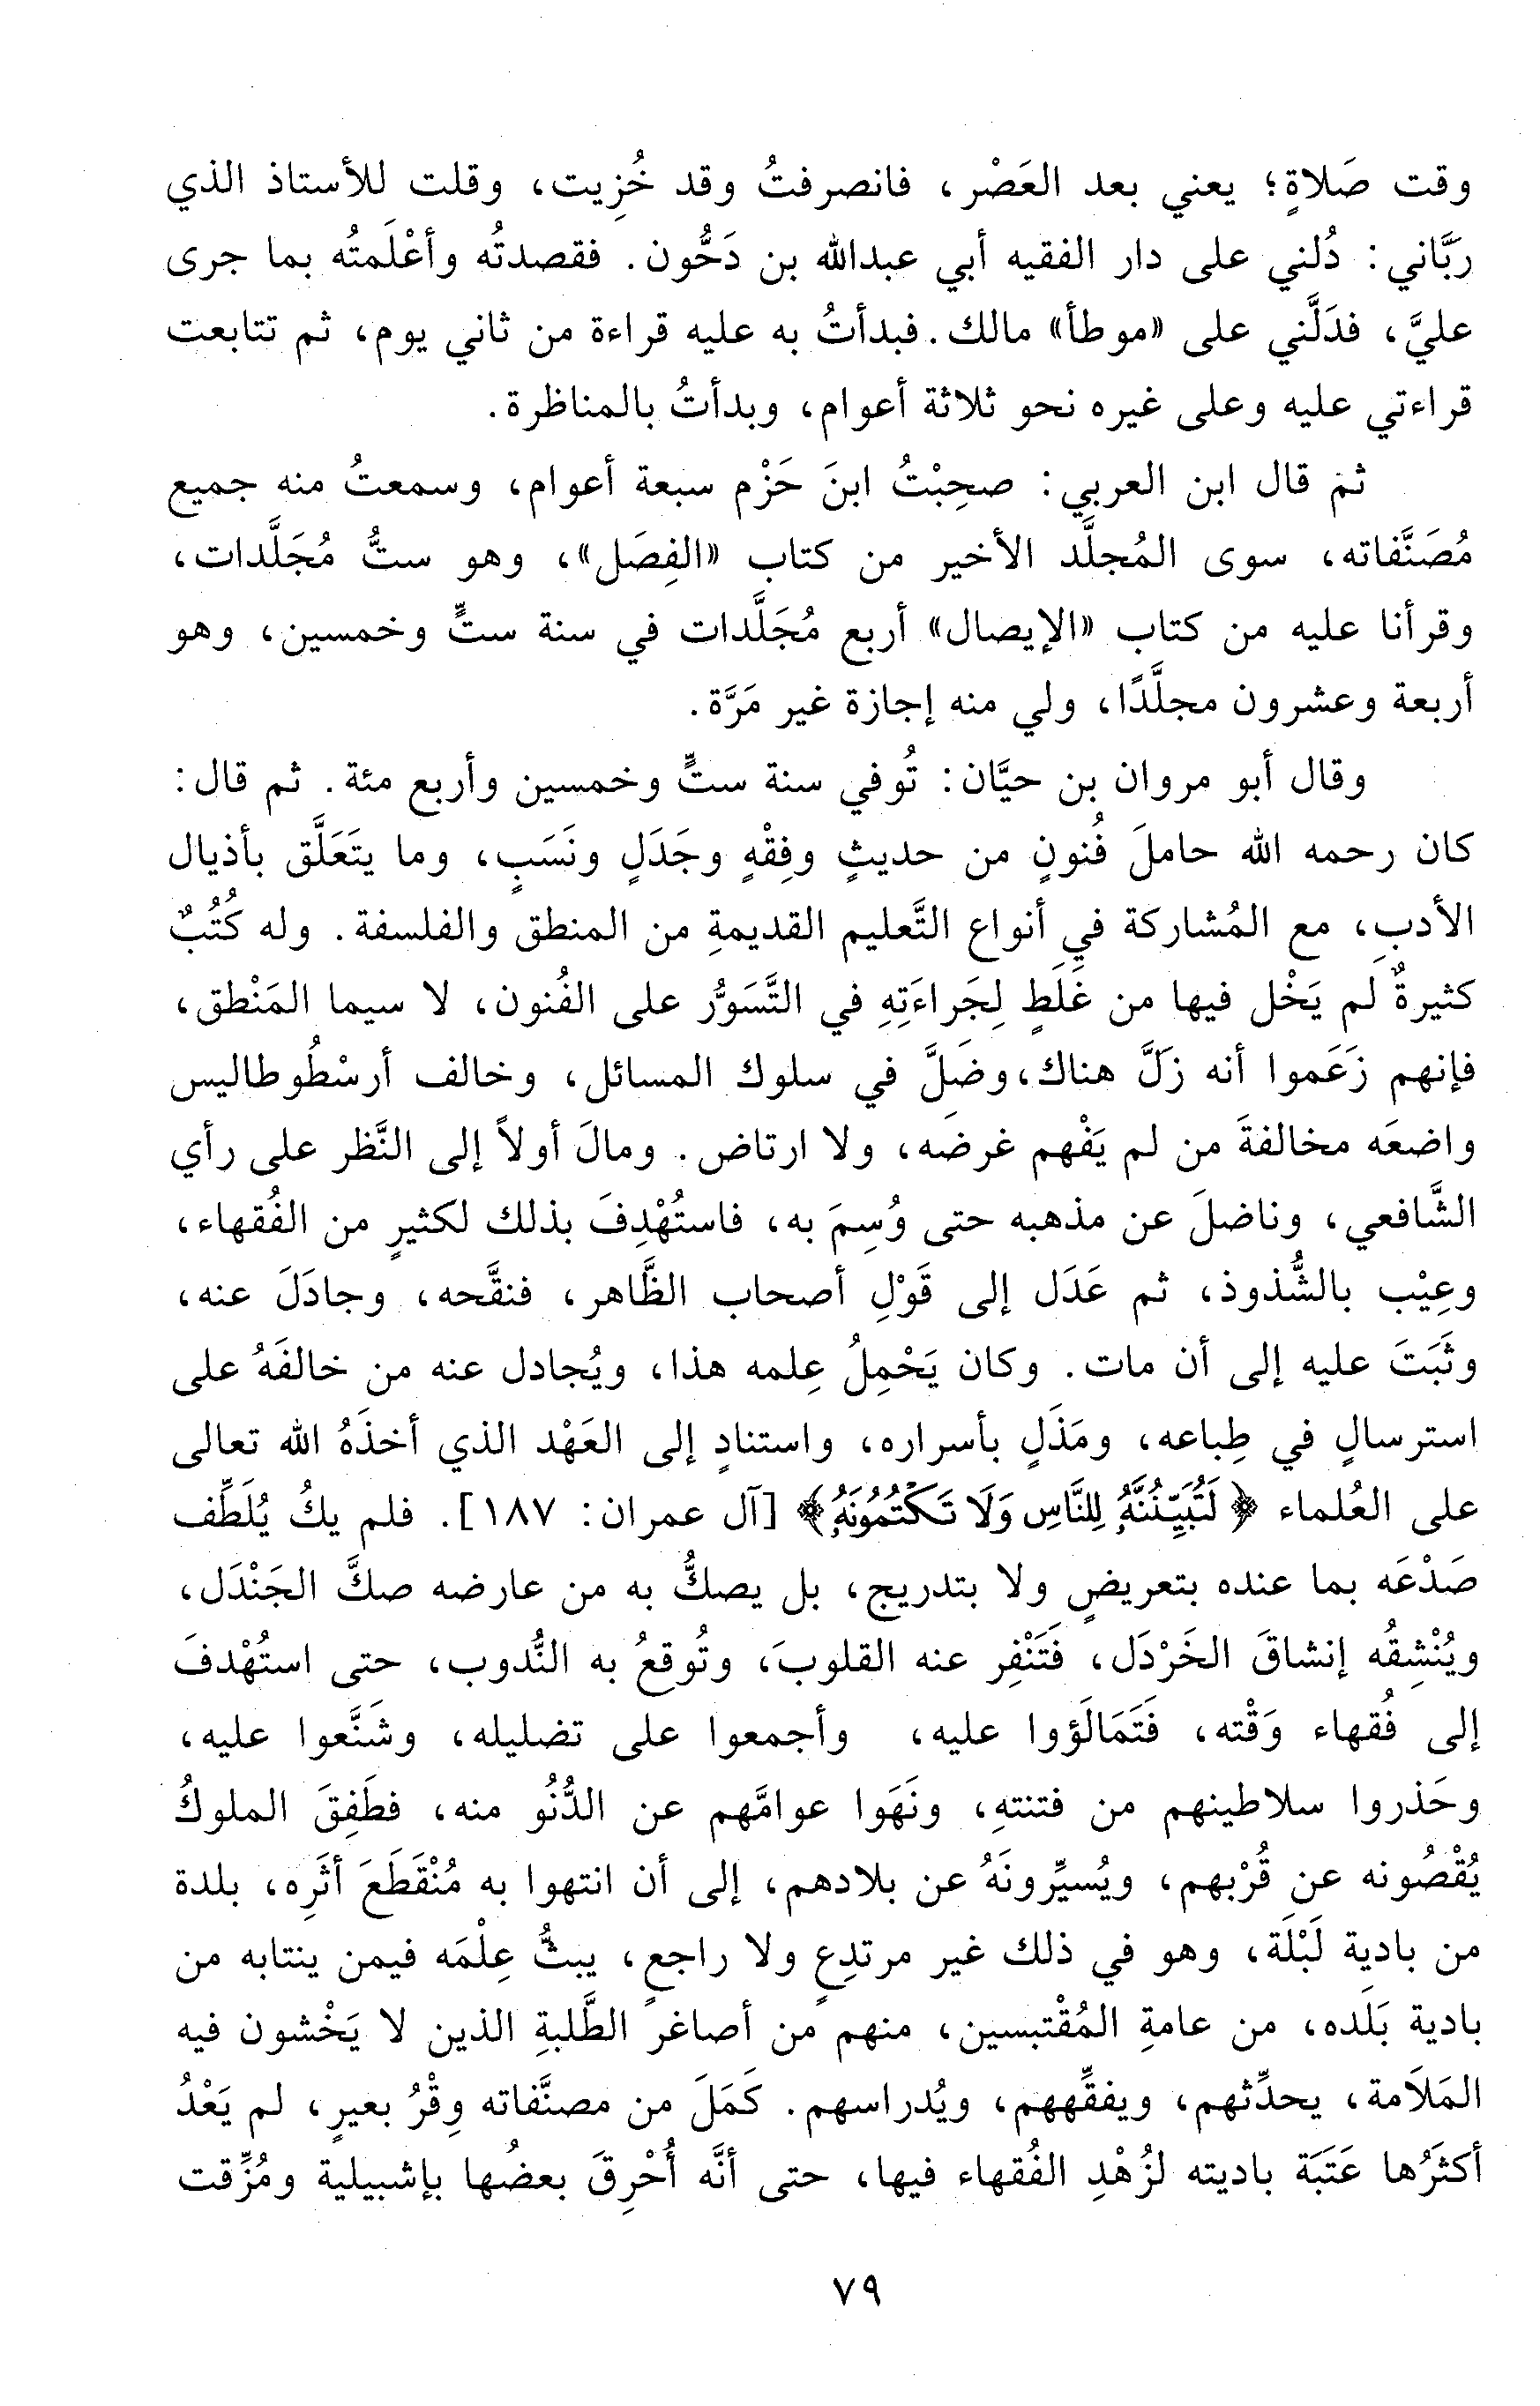 وقت صَلاةٍ؛ يعني بعد العَصْر، فانصرفتُ وقد خُزِيت، وقلت للأستاذ الذي
ربَّاني: دُلني على دار الفقيه أبي عبدالله بن دَحُّون. فقصدتُه وأعْلَمتُه بما جرى
عليَّ، فدَلَّني على «موطأ» مالك. فبدأتُ به عليه قراءة من ثاني يوم، ثم تتابعت
قراءتي عليه وعلى غيره نحو ثلاثة أعوام، وبدأتُ بالمناظرة.
ثم قال ابن العربي: صحِبْتُ ابنَ حَزْم سبعة أعوام، وسمعتُ منه جميع
مُصَنَّفاته، سوى المُجلَّد الأخير من كتاب «الفِصَل»، وهو ستُّ مُجَلَّدات،
وقرأنا عليه من كتاب «الإيصال» أربع مُجَلَّدات في سنة ستٍّ وخمسين، وهو
أربعة وعشرون مجلَّدًا، ولي منه إجازة غير مَرَّة.
وقال أبو مروان بن حيَّان: تُوفي سنة ستٍّ وخمسين وأربع مئة. ثم قال:
كان رحمه الله حاملَ فُنونٍ من حديثٍ وفِقْهٍ وجَدَلٍ ونَسَبٍ، وما يتَعَلَّق بأذيال
الأدبِ، مع المُشاركة في أنواع التَّعليم القديمةِ من المنطق والفلسفة. وله كُتُبٌ
كثيرةٌ لم يَخْل فيها من غَلَطٍ لِجَراءَتِهِ في التَّسَوُّر على الفُنون، لا سيما المَنْطق،
فإنهم زَعَموا أنه زَلَّ هناك، وضَلَّ في سلوك المسائل، وخالف أرسْطُوطاليس
واضعَه مخالفةَ من لم يَفْهم غرضَه، ولا ارتاض. ومالَ أولاً إلى النَّظر على رأي
الشَّافعي، وناضلَ عن مذهبه حتى وُسِمَ به، فاستُهْدِفَ بذلك لكثيرٍ من الفُقهاء،
وعِيْب بالشُّذوذ، ثم عَدَل إلى قَوْلِ أصحاب الظَّاهر، فنقَّحه، وجادَلَ عنه،
وثَبَتَ عليه إلى أن مات. وكان يَحْمِلُ عِلمه هذا، ويُجادل عنه من خالفَهُ على
استرسالٍ في طِباعه، ومَذَلٍ بأسراره، واستنادٍ إلى العَهْد الذي أخذَهُ الله تعالى
على العُلماء ﴿لَتُبَيِّنُنَّهُۥ لِلنَّاسِ وَلَا تَكْتُمُونَهُۥ﴾ [آل عمران: ١٨٧]. فلم يكُ يُلَطِّف
صَدْعَه بما عنده بتعريضٍ ولا بتدريج، بل يصكُّ به من عارضه صكَّ الجَنْدَل،
ويُنْشِقُه إنشاقَ الخَرْدَل، فَتَنْفِر عنه القلوبَ، وتُوقعُ به النُّدوب، حتى استُهْدفَ
إلى فُقهاء وَقْته، فَتَمَالَؤوا عليه، وأجمعوا على تضليله، وشَنَّعوا عليه،
وحَذروا سلاطينهم من فتنتهِ، ونَهَوا عوامَّهم عن الدُّنُو منه، فطَفِقَ الملوكُ
يُقْصُونه عن قُرْبهم، ويُسيِّرونَهُ عن بلادهم، إلى أن انتهوا به مُنْقَطَعَ أثَرِه، بلدة
من بادية لَبْلَة، وهو في ذلك غير مرتدِعٍ ولا راجعٍ، يبثُّ عِلْمَه فيمن ينتابه من
بادية بَلَده، من عامةِ المُقْتبسين، منهم من أصاغر الطَّلبةِ الذين لا يَخْشون فيه
المَلاَمة، يحدِّثهم، ويفقِّههم، ويُدراسهم. كَمَلَ من مصنَّفاته وِقْرُ بعيرٍ، لم يَعْدُ
أكثَرُها عَتَبَة باديته لزُهْدِ الفُقهاء فيها، حتى أنَّه أُحْرِقَ بعضُها بإشبيلية ومُزِّقت
٧٩